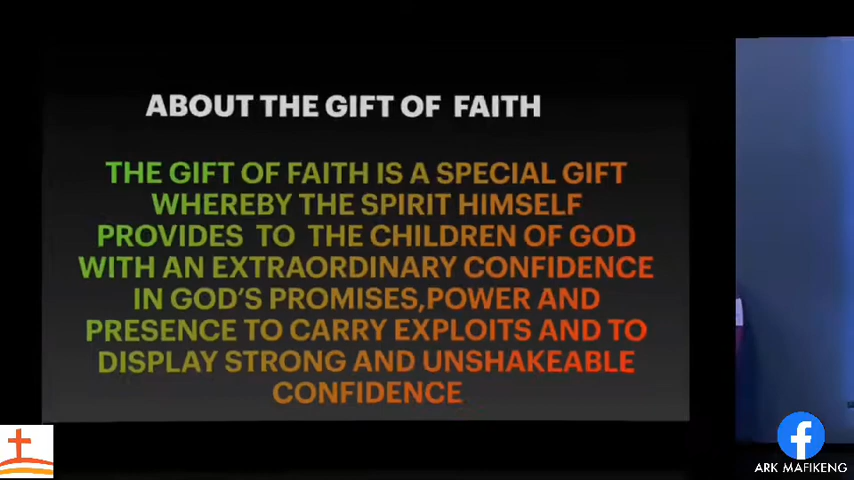 ABOUT THE GIFT OF FAITH
THE GIFT OF FAITH IS A SPECIAL GIFT
WHEREBY THE SPIRIT HIMSELF
PROVIDES TO THE CHILDREN OF GOD
WITH AN EXTRAORDINARY CONFIDENCE
IN GOD'S PROMISES,POWER AND
PRESENCE TO CARRY EXPLOITS AND TO
DISPLAY STRONG AND UNSHAKEABLE
CONFIDENCE
ARK MAFIKENG